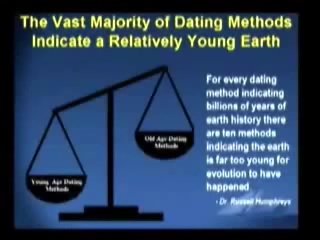 The Vast Majority of Dating Methods
Indicate a Relatively Young Earth
For every dating
method indicating
billions of years of
earth history there
are ten methods
indicating the earth
is far too young for
evolution to have
happened
- Dr. Russell Humphreys
Old Age Dating
Methods
Young Age Dating
Methods